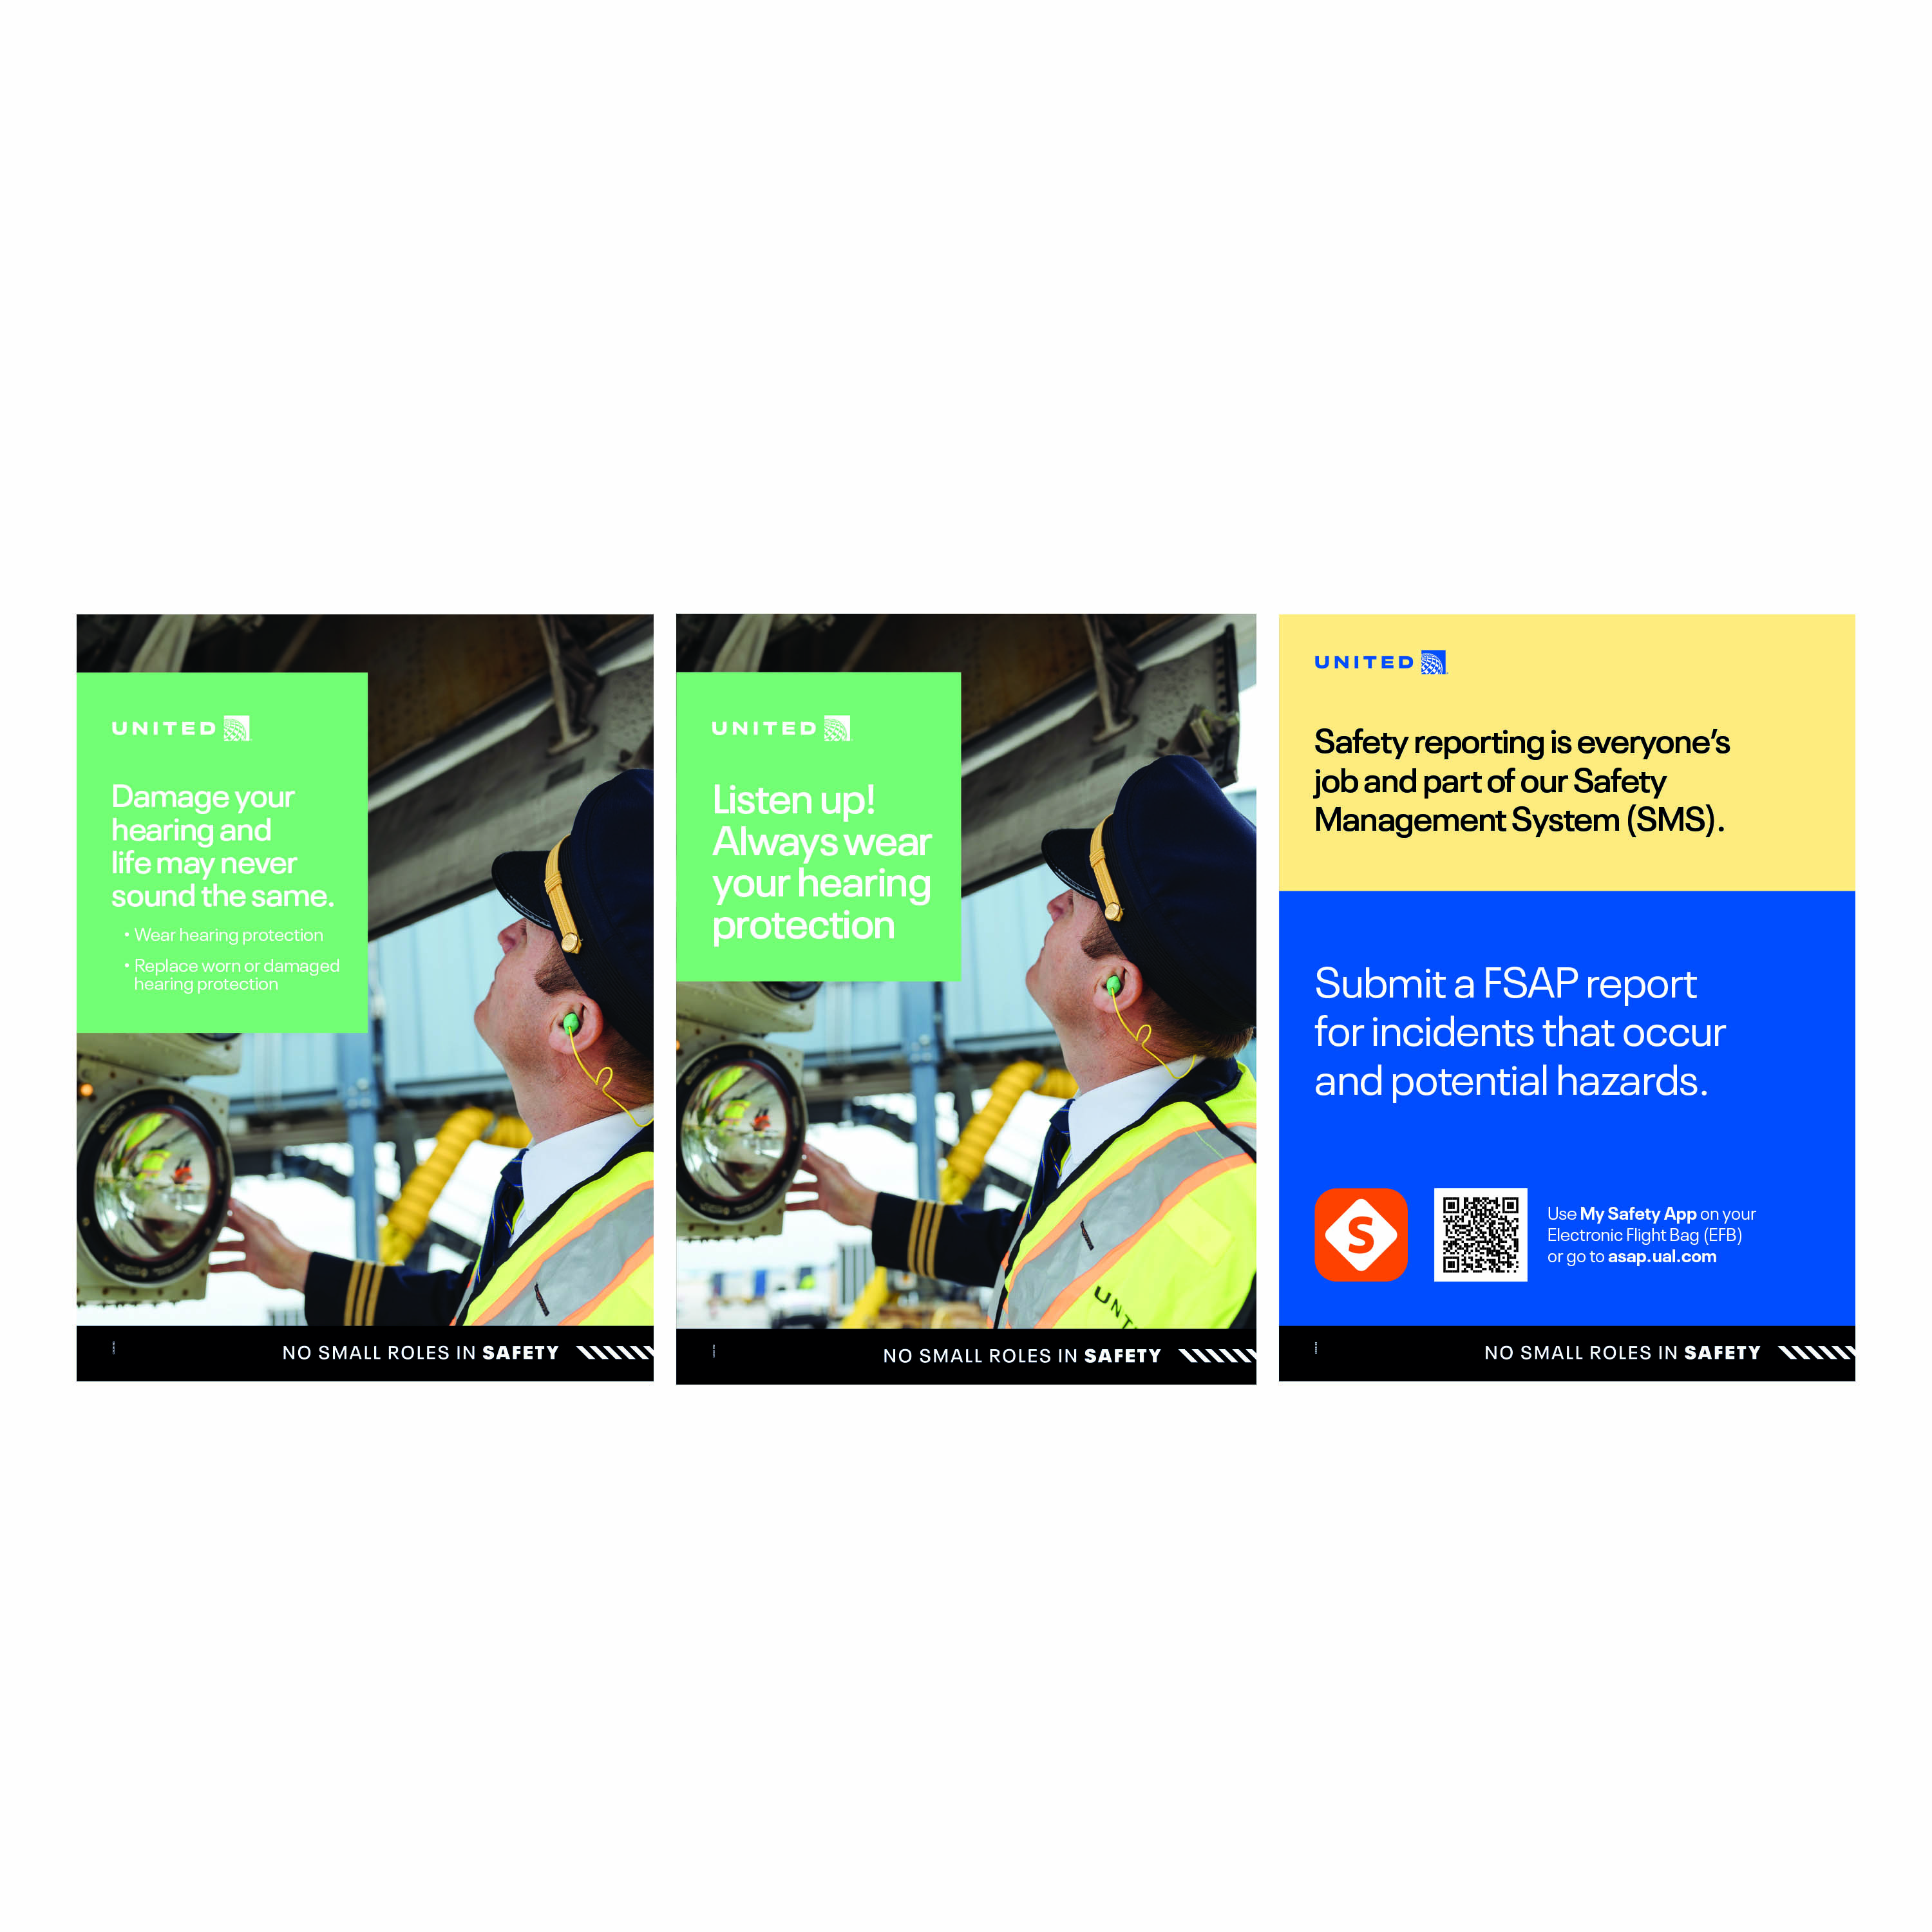 UNITED
Damage your
hearing and
life may never
sound the same.
• Wear hearing protection
• Replace worn or damaged
hearing protection
NO SMALL ROLES IN SAFETY
UNITED
Listen up!
Always wear
your hearing
protection
UNIT
NO SMALL ROLES IN SAFETY
UNITED
Safety reporting is everyone's
job and part of our Safety
Management System (SMS).
Submit a FSAP report
for incidents that occur
and potential hazards.
S
Use My Safety App on your
Electronic Flight Bag (EFB)
or go to asap.ual.com
NO SMALL ROLES IN SAFETY